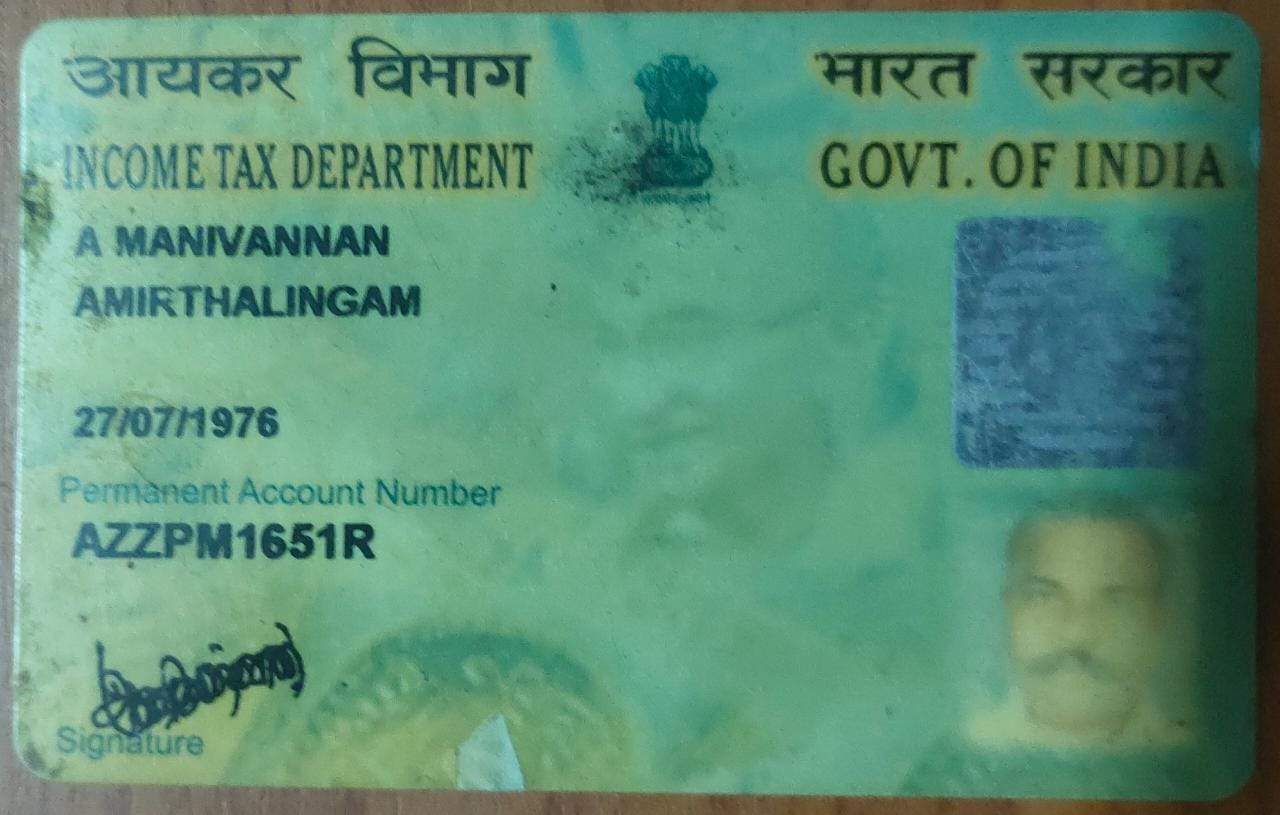 आयकर विभाग
भारत सरकार
INCOME TAX DEPARTMENT
GOVT. OF INDIA
A MANIVANNAN
AMIRTHALINGAM
27/07/1976
Permanent Account Number
AZZPM1651R
Signature